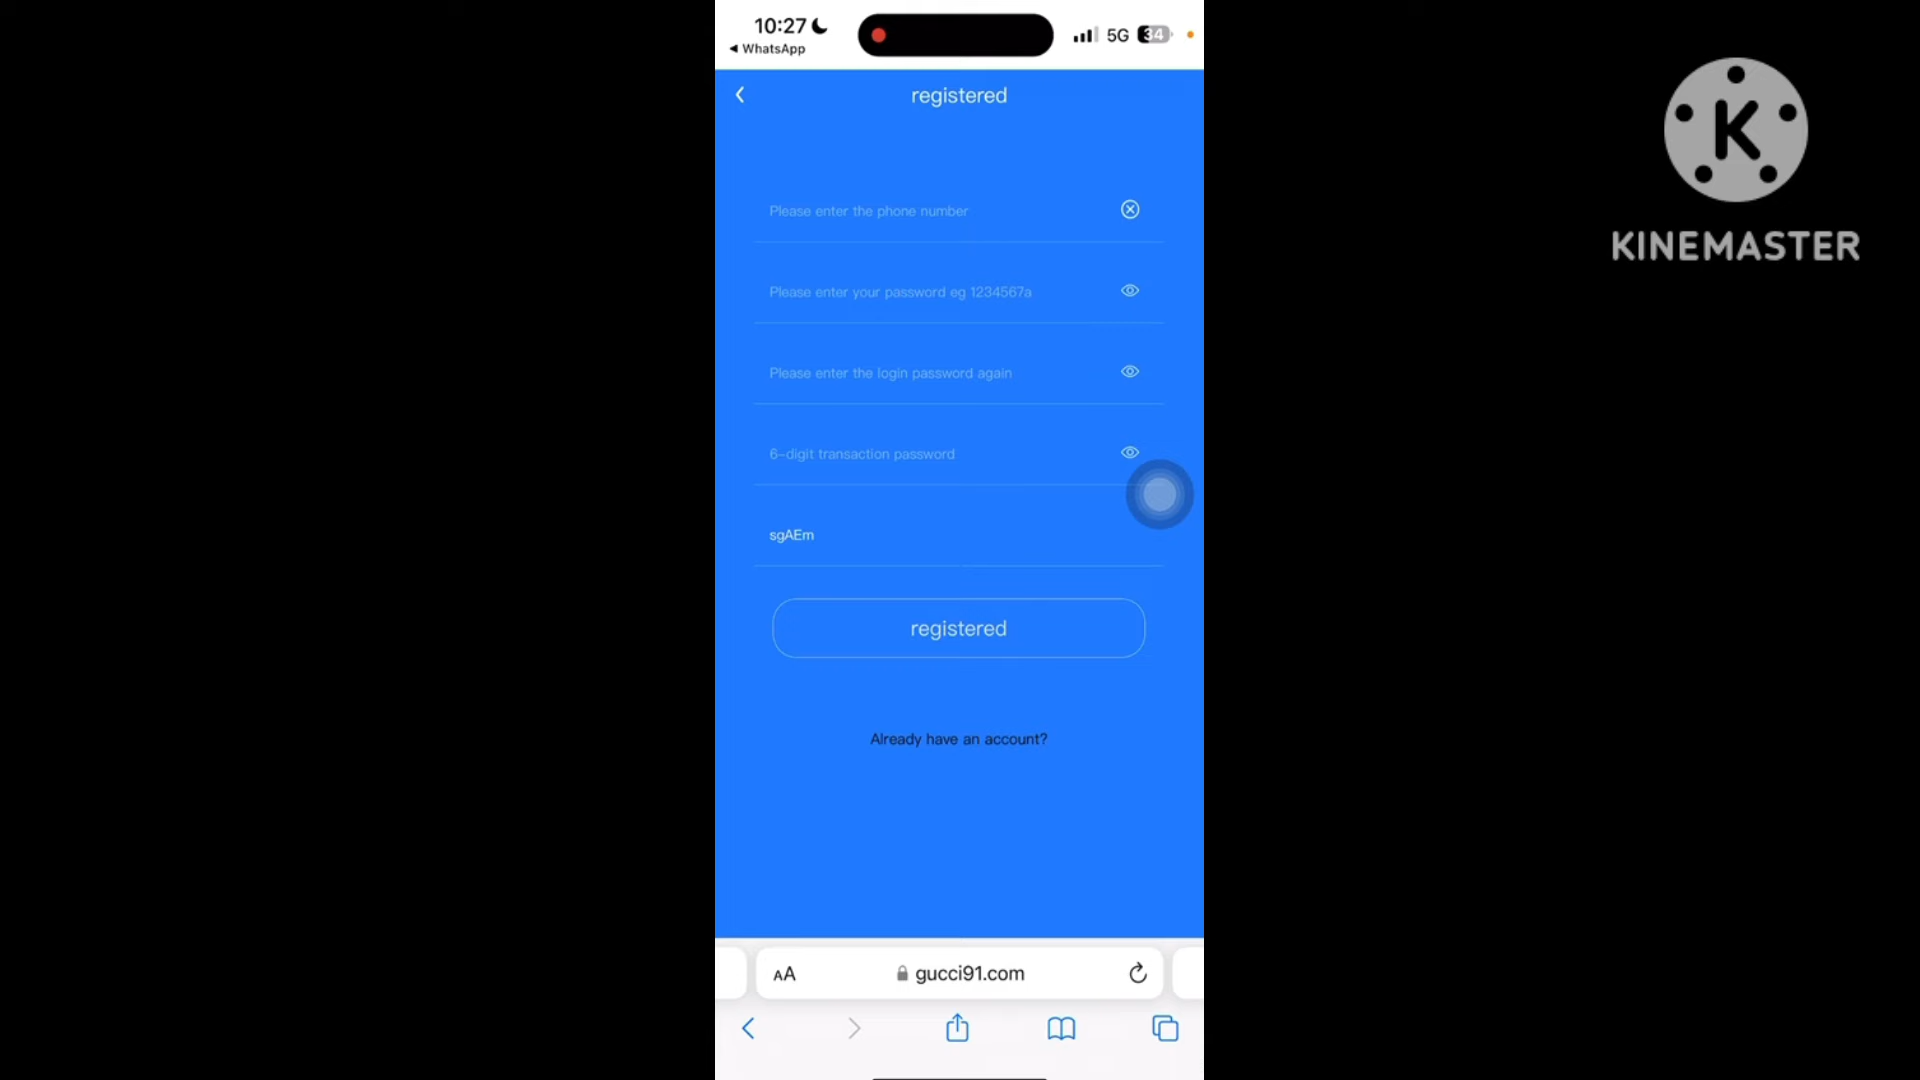 10:27
5G 34
WhatsApp
registered
Please enter the phone number
Please enter your password eg 1234567a
Please enter the login password again
6-digit transaction password
sgAEm
registered
Already have an account?
AA
gucci91.com
K
KINEMASTER